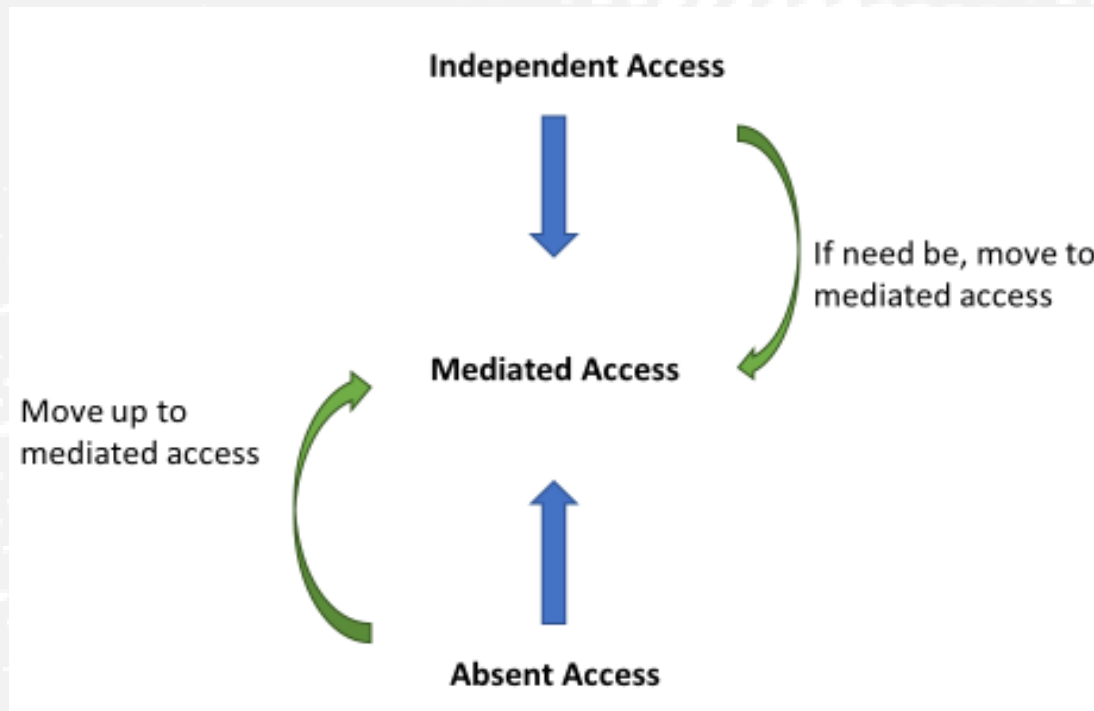 Independent Access
If need be, move to
mediated access
Mediated Access
Move up to
mediated access
Absent Access